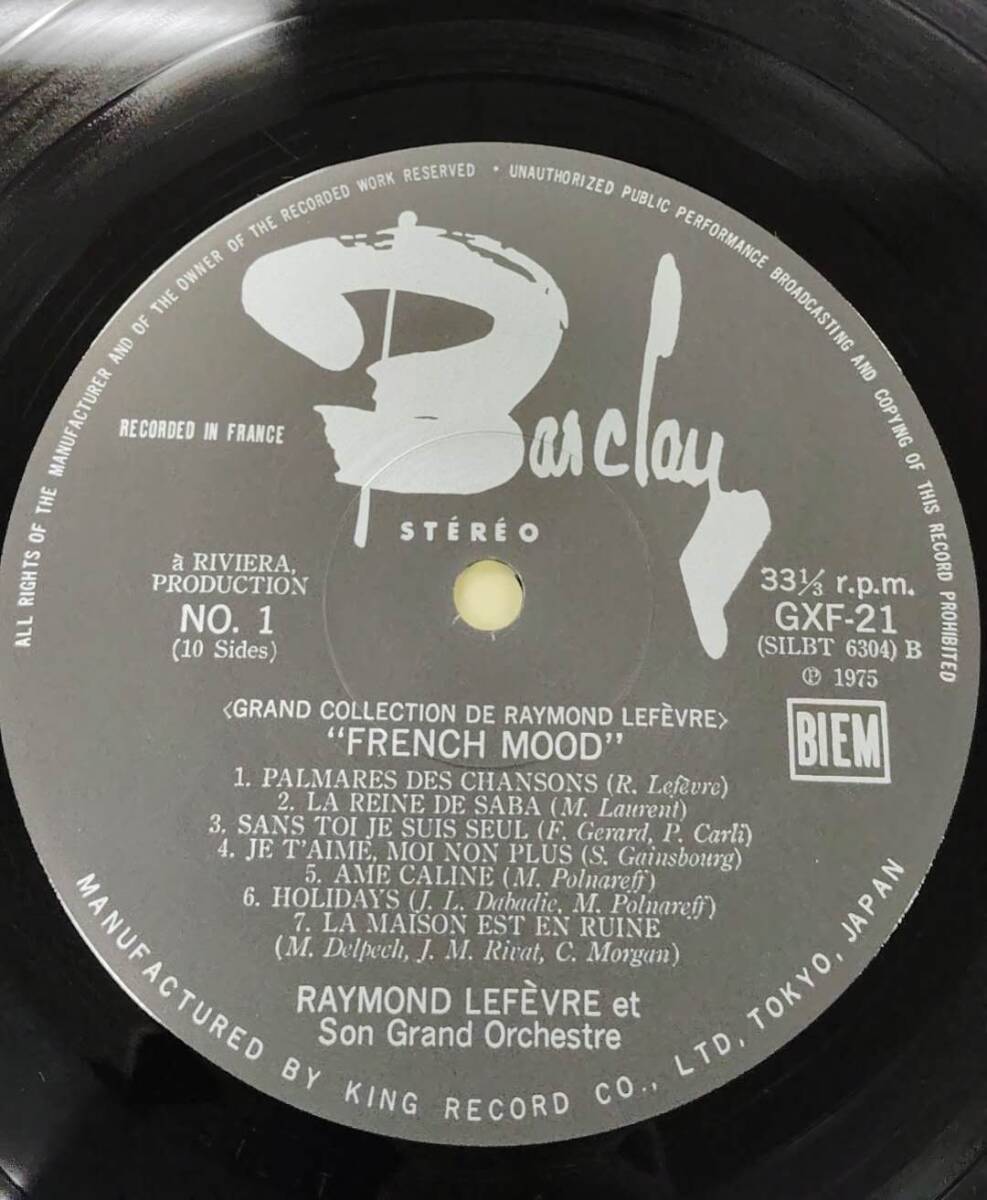 ALL RIGHTS OF THE MANUFACTURER AND OF THE OWNER OF THE RECORDED WORK RESERVED • UNAUTHORIZED PUBLIC PERFORMANCE BROADCASTING AND COPYING OF THIS RECORD PROHIBITED
Barclay
RECORDED IN FRANCE
STÉRÉO
à RIVIERA,
PRODUCTION
NO. 1
(10 Sides)
33⅓ r.p.m.
GXF-21
(SILBT 6304) B
℗ 1975
BIEM
〈GRAND COLLECTION DE RAYMOND LEFÈVRE〉
"FRENCH MOOD"
1. PALMARES DES CHANSONS (R. Lefèvre)
2. LA REINE DE SABA (M. Laurent)
3. SANS TOI JE SUIS SEUL (F. Gerard, P. Carli)
4. JE T'AIME, MOI NON PLUS (S. Gainsbourg)
5. AME CALINE (M. Polnareff)
6. HOLIDAYS (J. L. Dabadie, M. Polnareff)
7. LA MAISON EST EN RUINE
(M. Delpech, J. M. Rivat, C. Morgan)
RAYMOND LEFÈVRE et
Son Grand Orchestre
MANUFACTURED BY KING RECORD CO., LTD, TOKYO, JAPAN